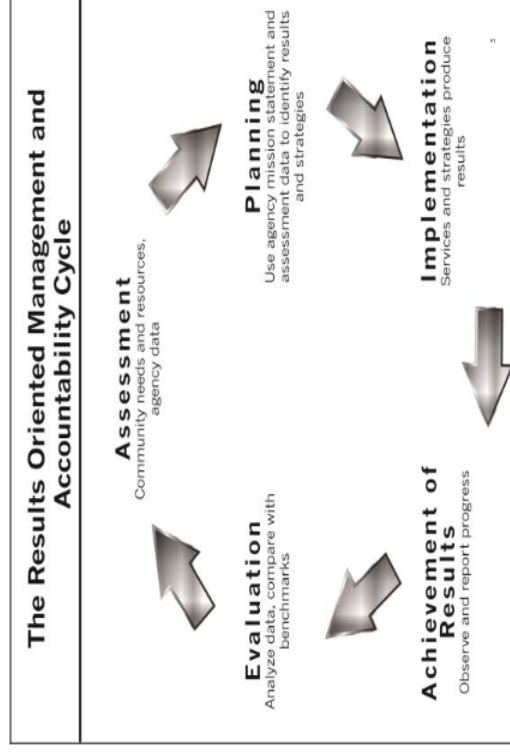 The Results Oriented Management and
Accountability Cycle
Assessment
Community needs and resources,
agency data
Planning
Use agency mission statement and
assessment data to identify results
and strategies
Implementation
Services and strategies produce
results
Achievement of
Results
Observe and report progress
Evaluation
Analyze data, compare with
benchmarks
3